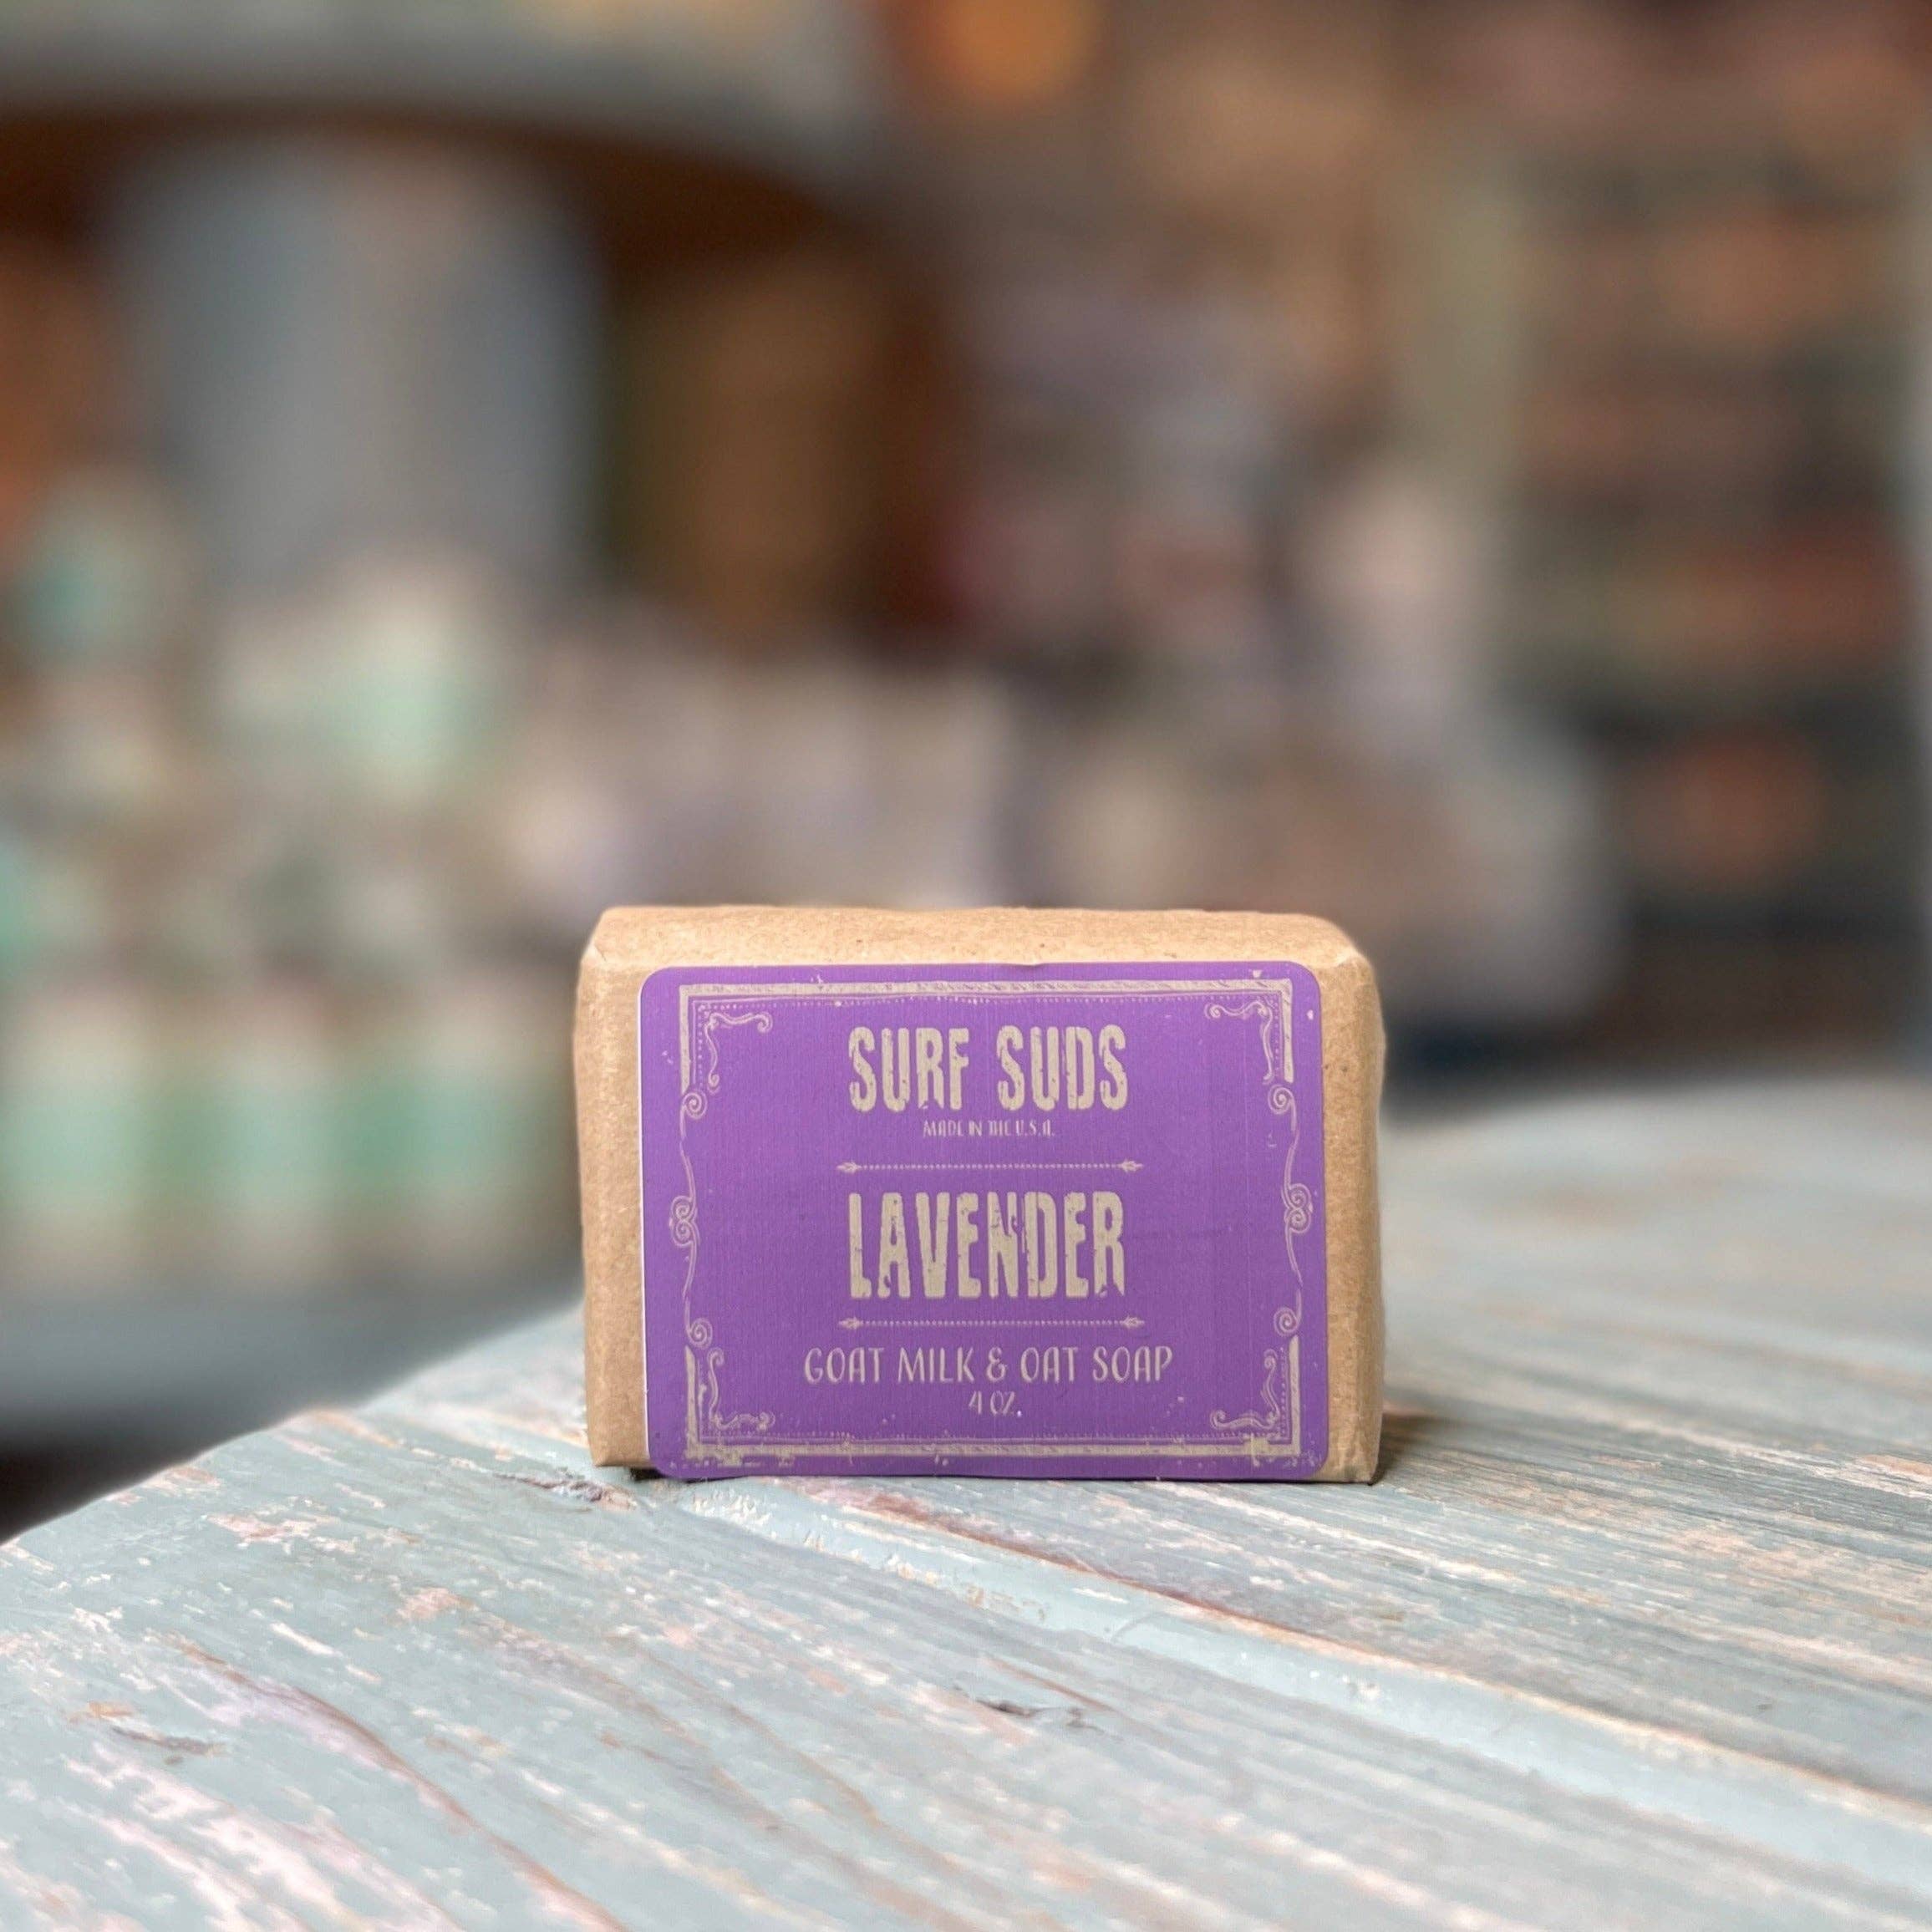 SURF SUDS
MADE IN THE U.S.A.
LAVENDER
GOAT MILK & OAT SOAP
4 OZ.